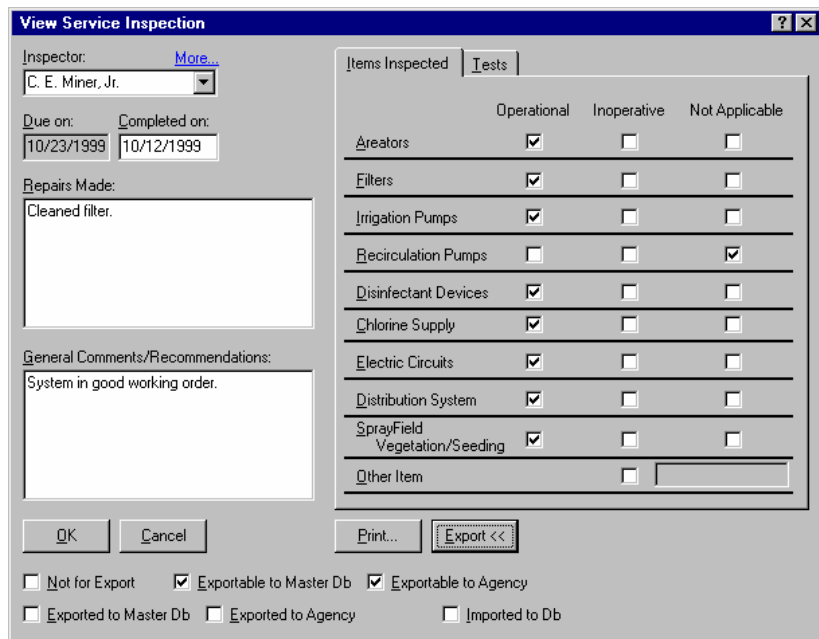 View Service Inspection
Inspector: More...
C. E. Miner, Jr.
Due on: Completed on:
10/23/1999 10/12/1999
Repairs Made:
Cleaned filter.
General Comments/Recommendations:
System in good working order.
OK Cancel
Items Inspected Tests
Operational Inoperative Not Applicable
Areators
Filters
Irrigation Pumps
Recirculation Pumps
Disinfectant Devices
Chlorine Supply
Electric Circuits
Distribution System
SprayField
Vegetation/Seeding
Other Item
Print... Export <<
Not for Export Exportable to Master Db Exportable to Agency
Exported to Master Db Exported to Agency Imported to Db